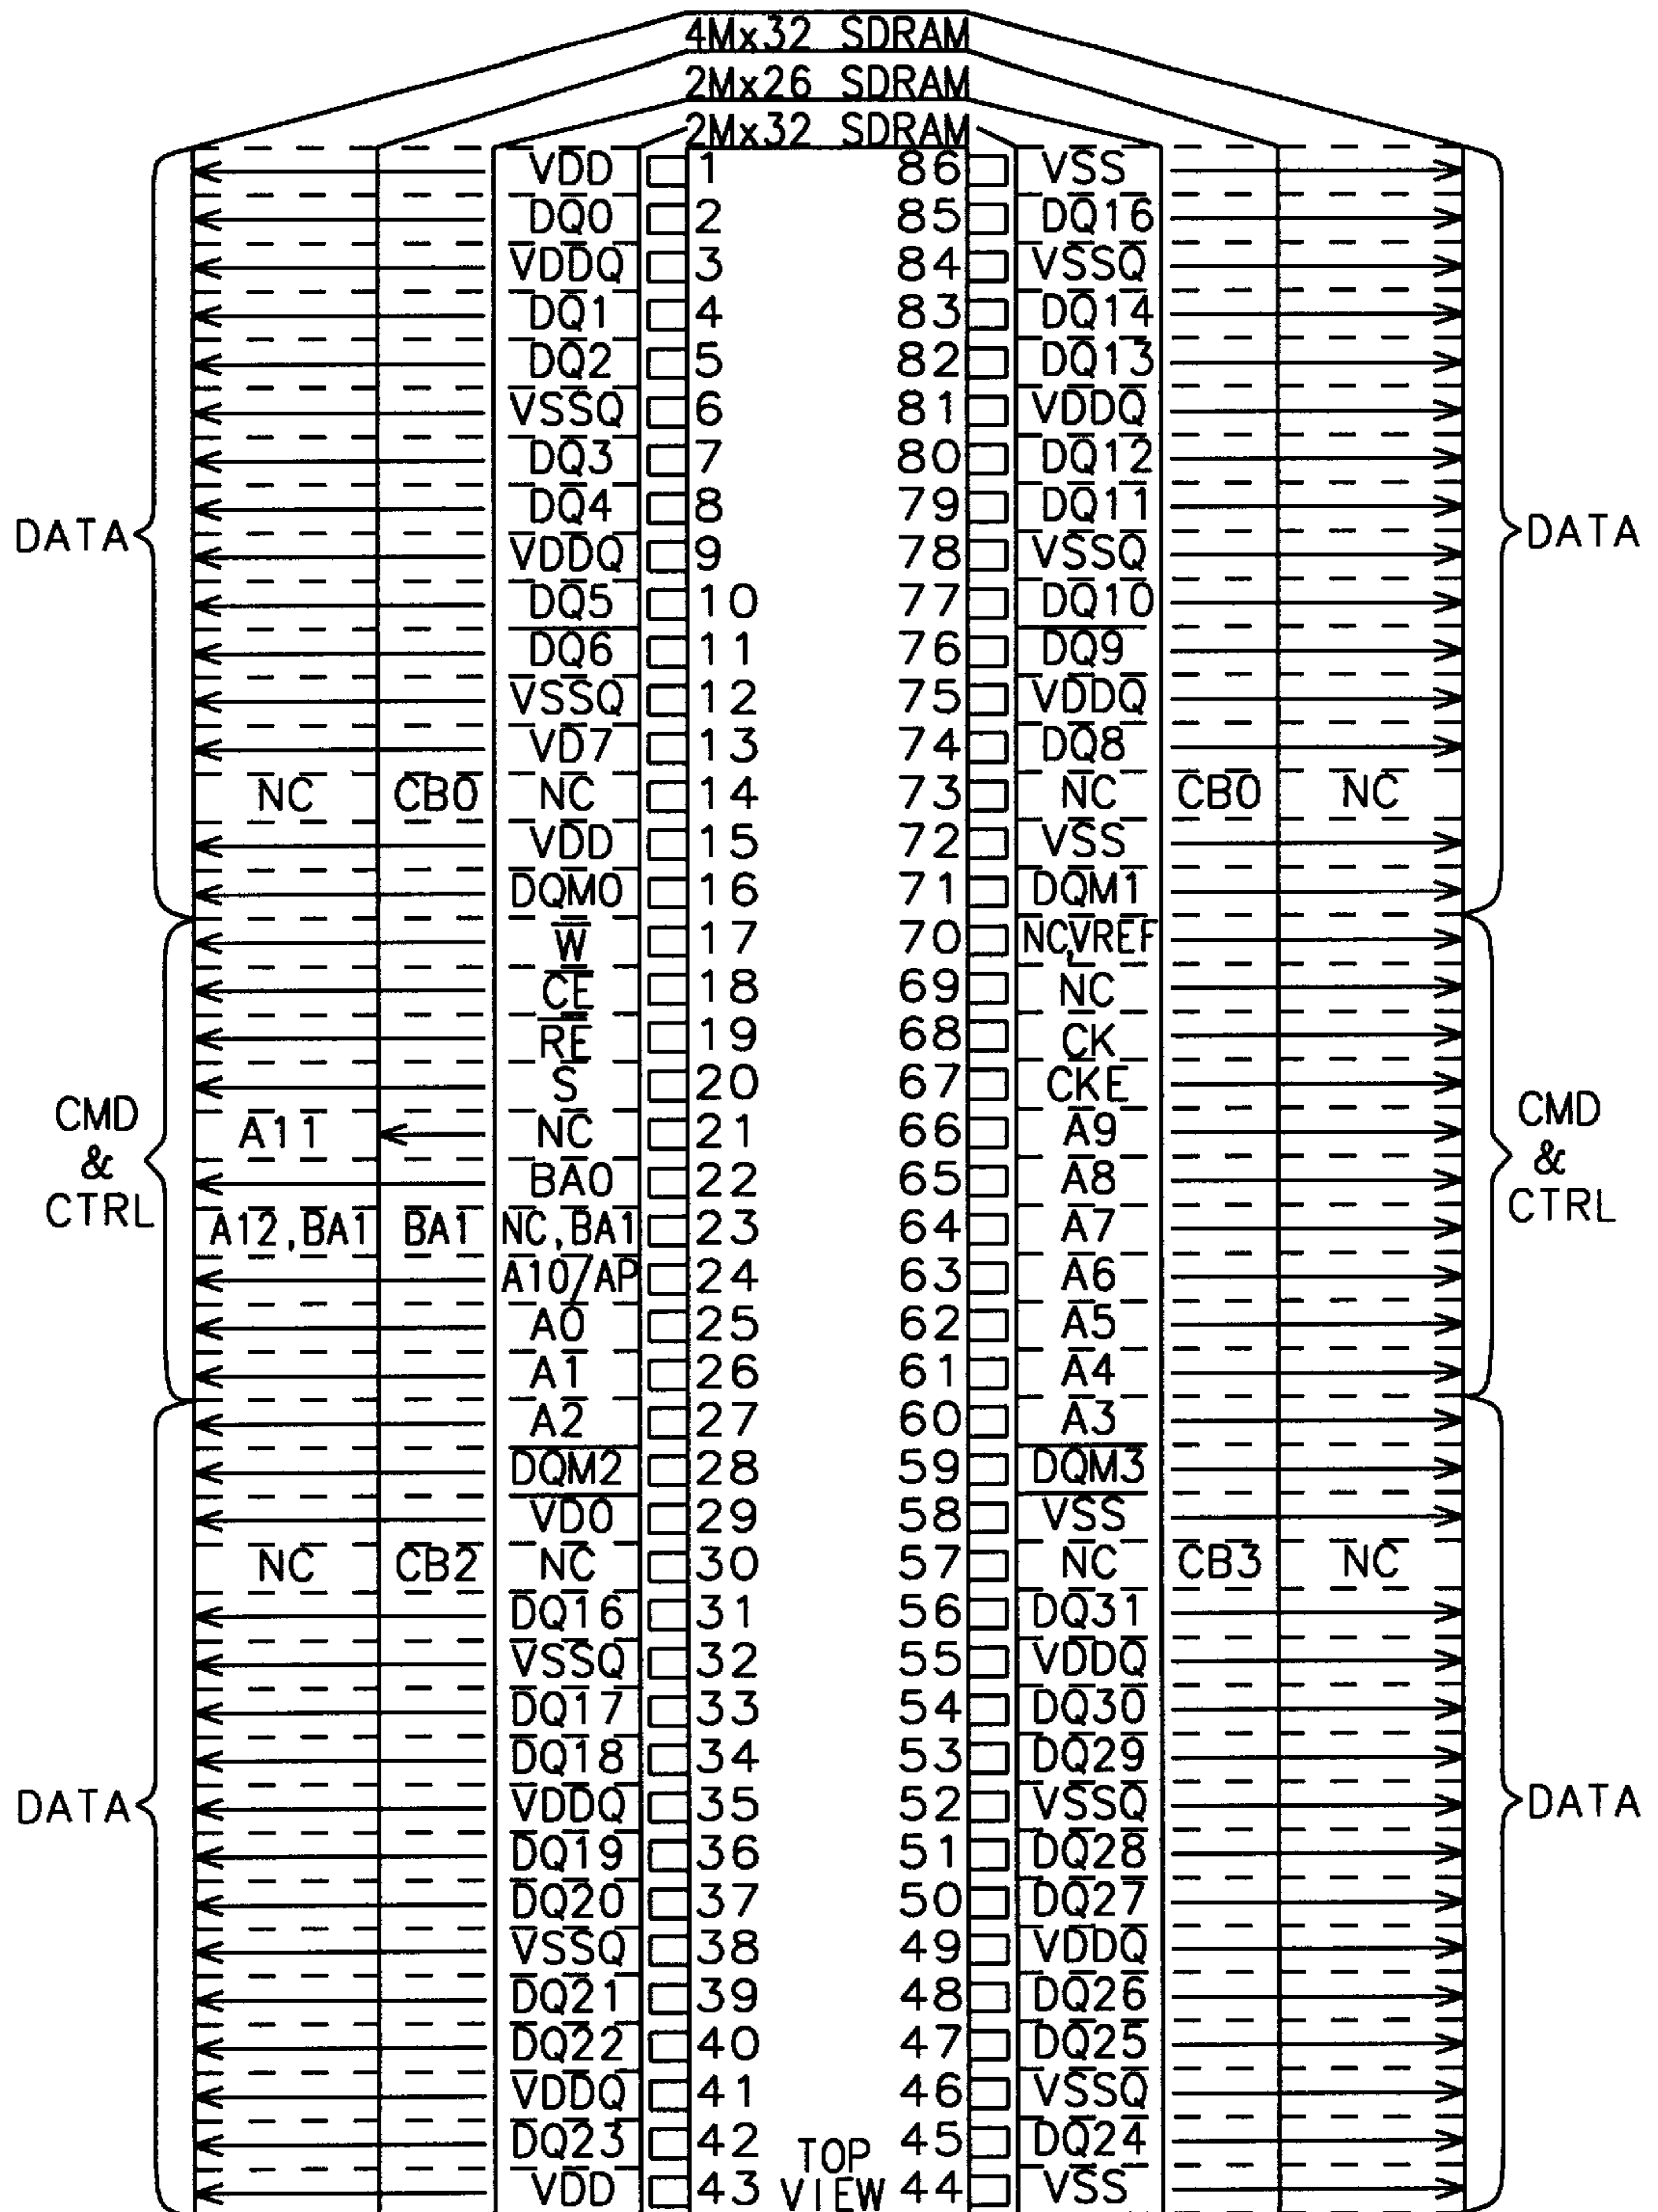 4Mx32 SDRAM
2Mx26 SDRAM
2Mx32 SDRAM
VDD 1 86 VSS
DQ0 2 85 DQ16
VDDQ 3 84 VSSQ
DQ1 4 83 DQ14
DQ2 5 82 DQ13
VSSQ 6 81 VDDQ
DQ3 7 80 DQ12
DQ4 8 79 DQ11
DATA DATA
VDDQ 9 78 VSSQ
DQ5 10 77 DQ10
DQ6 11 76 DQ9
VSSQ 12 75 VDDQ
VD7 13 74 DQ8
NC CB0 NC 14 73 NC CB0 NC
VDD 15 72 VSS
DQM0 16 71 DQM1
W 17 70 NC,VREF
CE 18 69 NC
RE 19 68 CK
S 20 67 CKE
CMD & CTRL CMD & CTRL
A11 NC 21 66 A9
BA0 22 65 A8
A12,BA1 BA1 NC,BA1 23 64 A7
A10/AP 24 63 A6
A0 25 62 A5
A1 26 61 A4
A2 27 60 A3
DQM2 28 59 DQM3
VD0 29 58 VSS
NC CB2 NC 30 57 NC CB3 NC
DQ16 31 56 DQ31
VSSQ 32 55 VDDQ
DQ17 33 54 DQ30
DQ18 34 53 DQ29
DATA DATA
VDDQ 35 52 VSSQ
DQ19 36 51 DQ28
DQ20 37 50 DQ27
VSSQ 38 49 VDDQ
DQ21 39 48 DQ26
DQ22 40 47 DQ25
VDDQ 41 46 VSSQ
DQ23 42 45 DQ24
VDD 43 44 VSS
TOP
VIEW